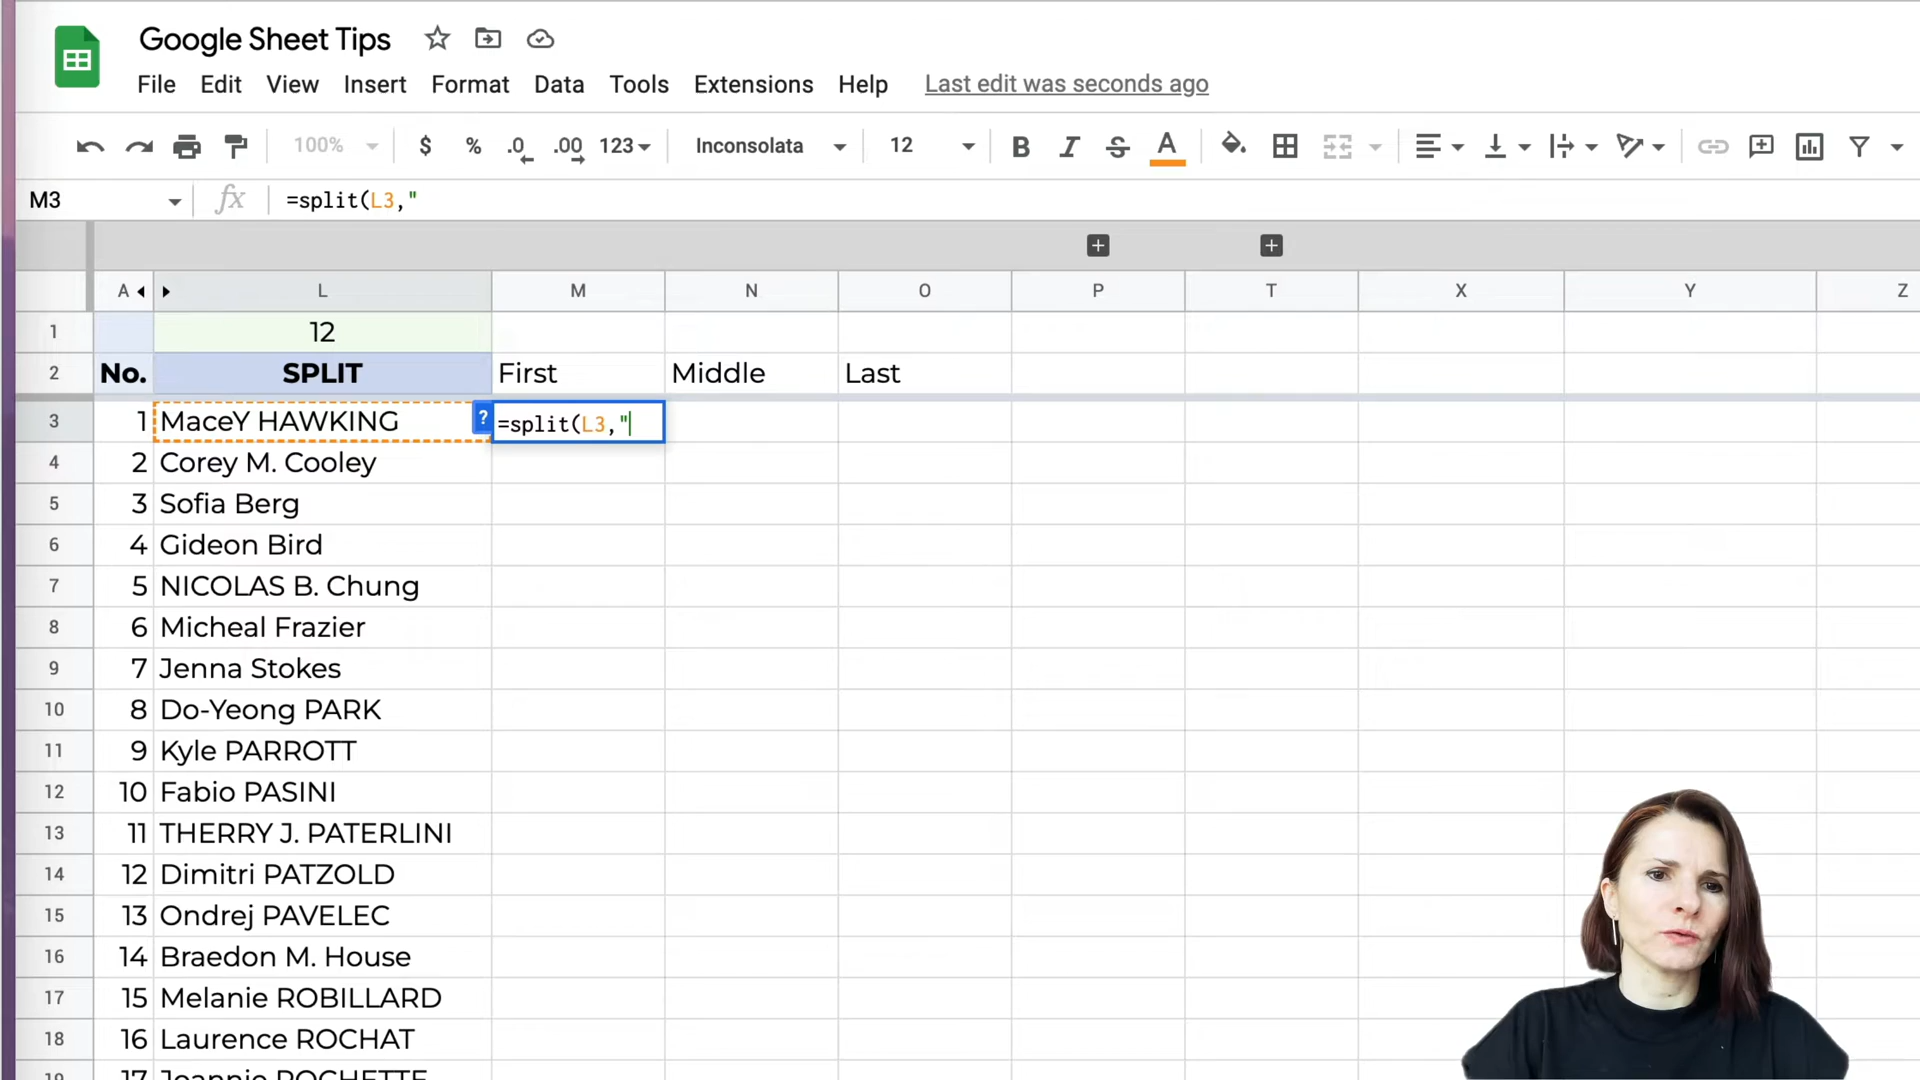 Google Sheet Tips
File Edit View Insert Format Data Tools Extensions Help Last edit was seconds ago
100% $ % .0 .00 123 Inconsolata 12 B I S A
M3 fx =split(L3,"
A L M N O P T X Y Z
1 12
2 No. SPLIT First Middle Last
3 1 MaceY HAWKING ? =split(L3,"
4 2 Corey M. Cooley
5 3 Sofia Berg
6 4 Gideon Bird
7 5 NICOLAS B. Chung
8 6 Micheal Frazier
9 7 Jenna Stokes
10 8 Do-Yeong PARK
11 9 Kyle PARROTT
12 10 Fabio PASINI
13 11 THERRY J. PATERLINI
14 12 Dimitri PATZOLD
15 13 Ondrej PAVELEC
16 14 Braedon M. House
17 15 Melanie ROBILLARD
18 16 Laurence ROCHAT
19 17 Joannie ROCHETTE